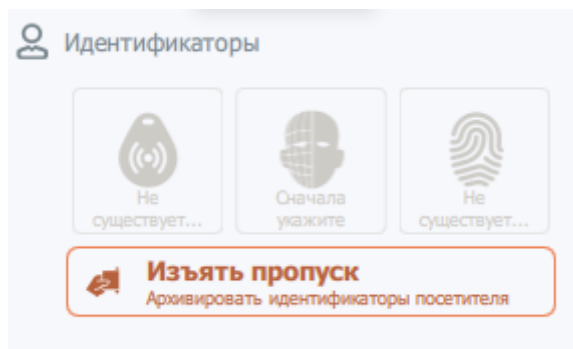 Идентификаторы
Не
существует...
Сначала
укажите
Не
существует...
Изъять пропуск
Архивировать идентификаторы посетителя